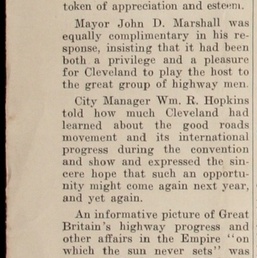 token of appreciation and esteem.
Mayor John D. Marshall was
equally complimentary in his re-
sponse, insisting that it had been
both a privilege and a pleasure
for Cleveland to play the host to
the great group of highway men.
City Manager Wm. R. Hopkins
told how much Cleveland had
learned about the good roads
movement and its international
progress during the convention
and show and expressed the sin-
cere hope that such an opportu-
nity might come again next year,
and yet again.
An informative picture of Great
Britain's highway progress and
other affairs in the Empire "on
which the sun never sets" was